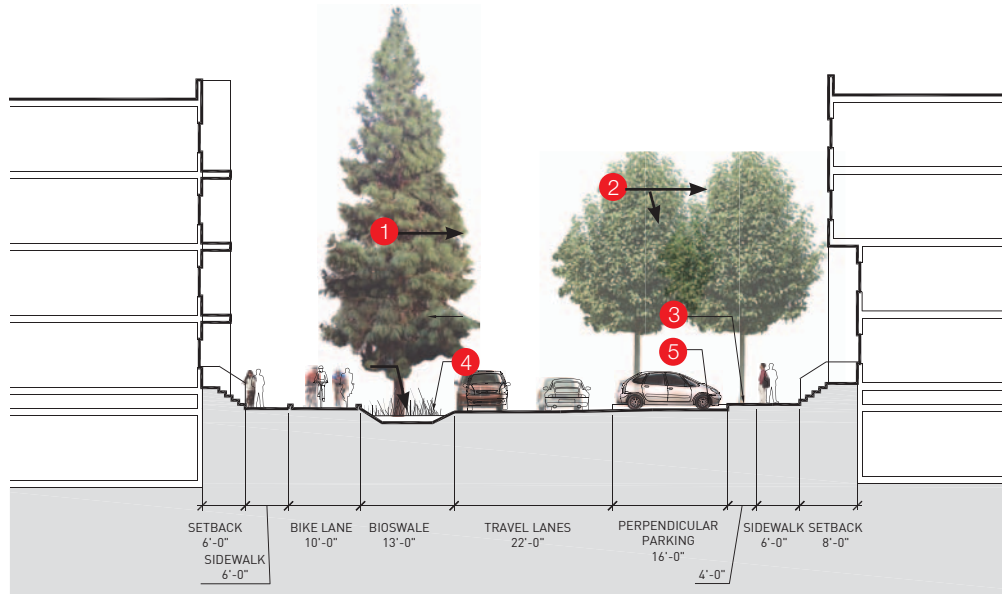 1
2
3
4
5
SETBACK
6'-0"
SIDEWALK
6'-0"
BIKE LANE
10'-0"
BIOSWALE
13'-0"
TRAVEL LANES
22'-0"
PERPENDICULAR
PARKING
16'-0"
4'-0"
SIDEWALK
6'-0"
SETBACK
8'-0"